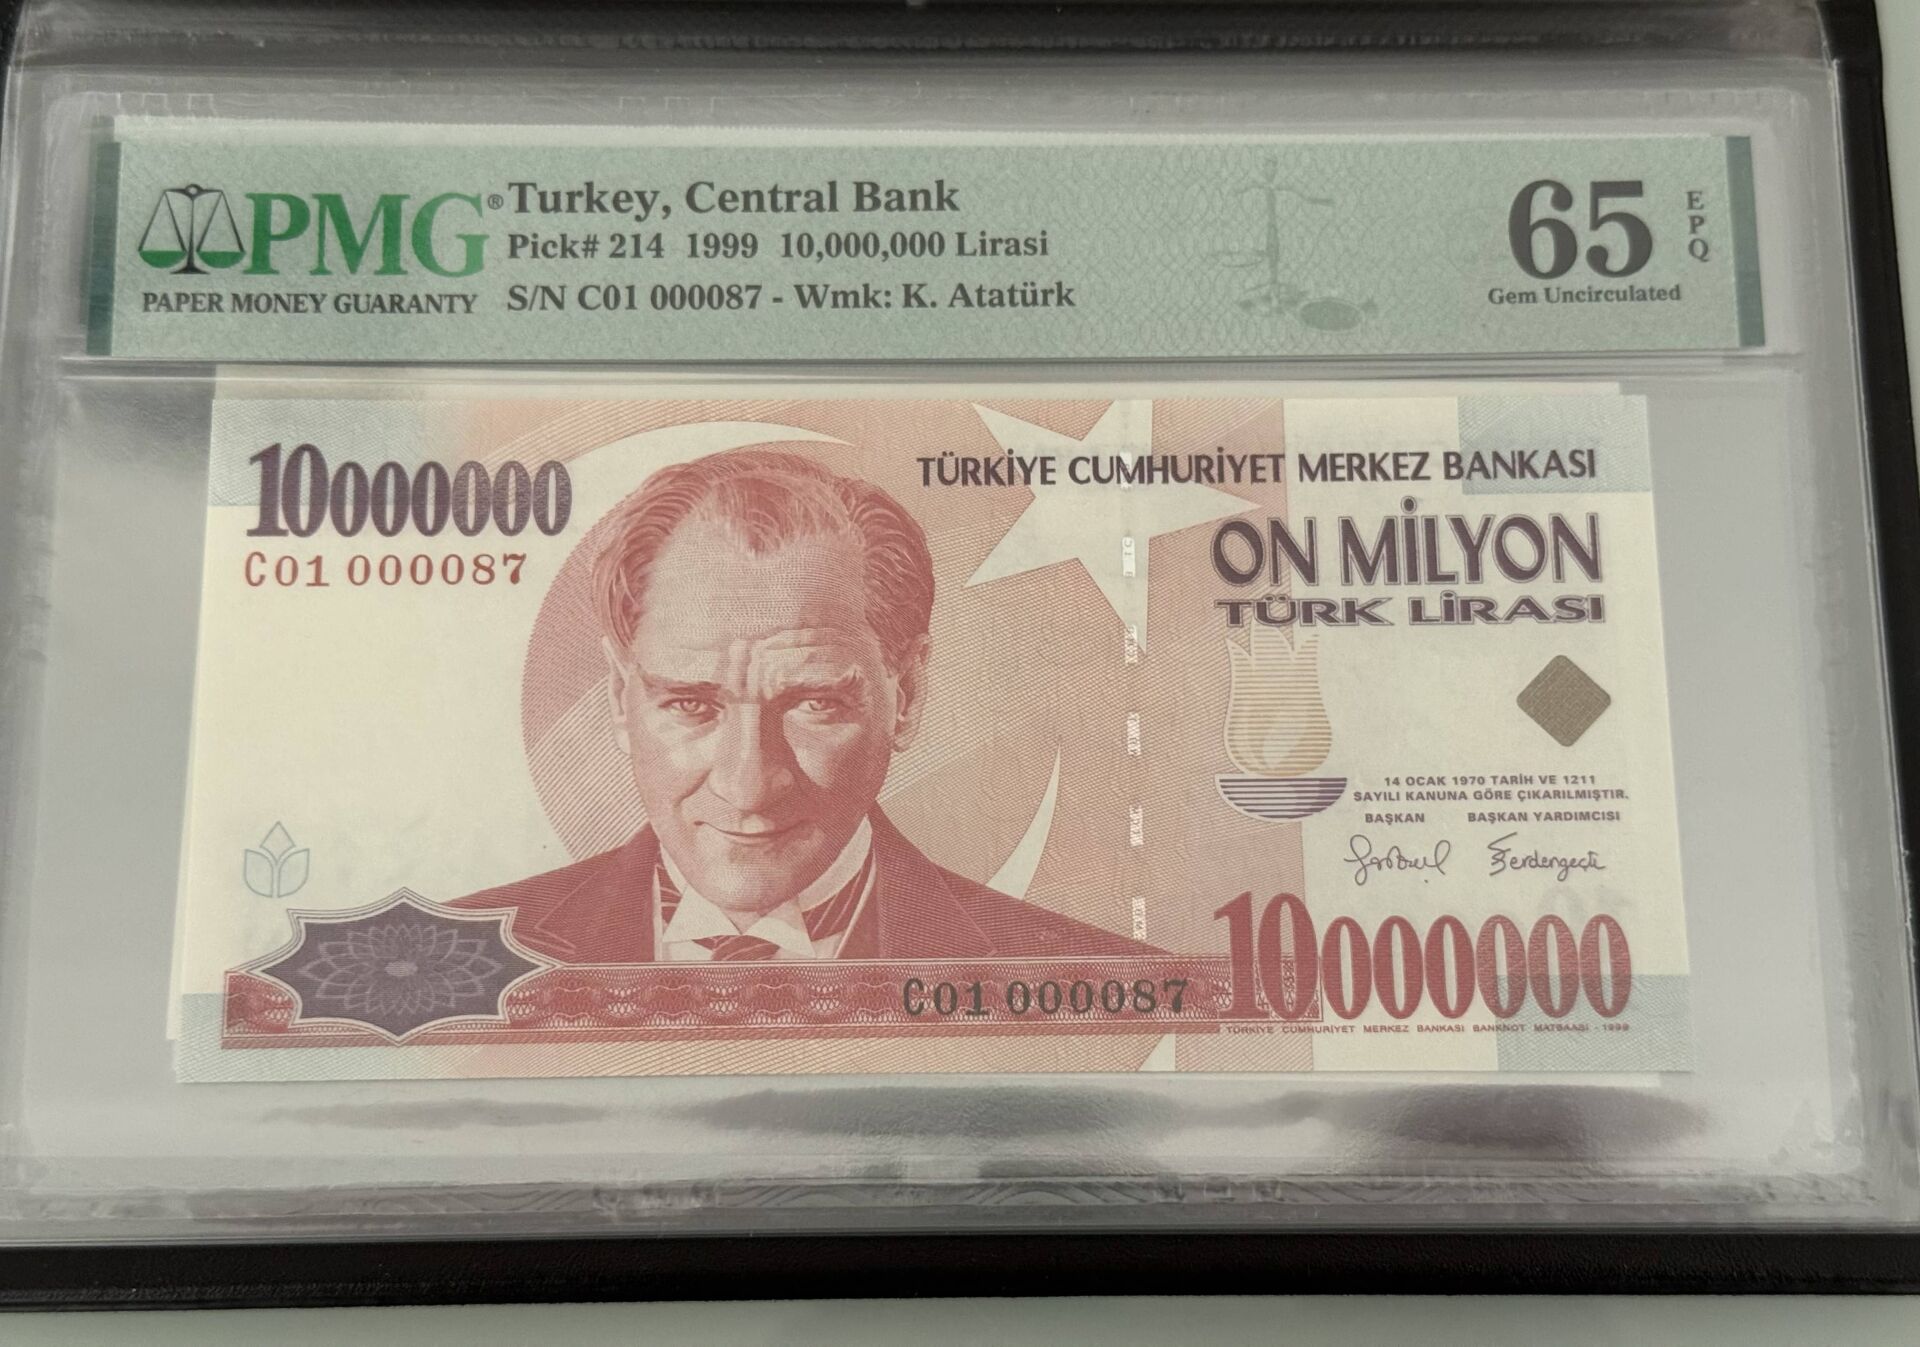 PMG®
PAPER MONEY GUARANTY
Turkey, Central Bank
Pick# 214 1999 10,000,000 Lirasi
S/N C01 000087 - Wmk: K. Atatürk
65
EPQ
Gem Uncirculated
10000000
C01 000087
TÜRKİYE CUMHURİYET MERKEZ BANKASI
ON MİLYON
TÜRK LİRASI
14 OCAK 1970 TARİH VE 1211
SAYILI KANUNA GÖRE ÇIKARILMIŞTIR.
BAŞKAN BAŞKAN YARDIMCISI
C01 000087
10000000
TÜRKİYE CUMHURİYET MERKEZ BANKASI BANKNOT MATBAASI - 1999